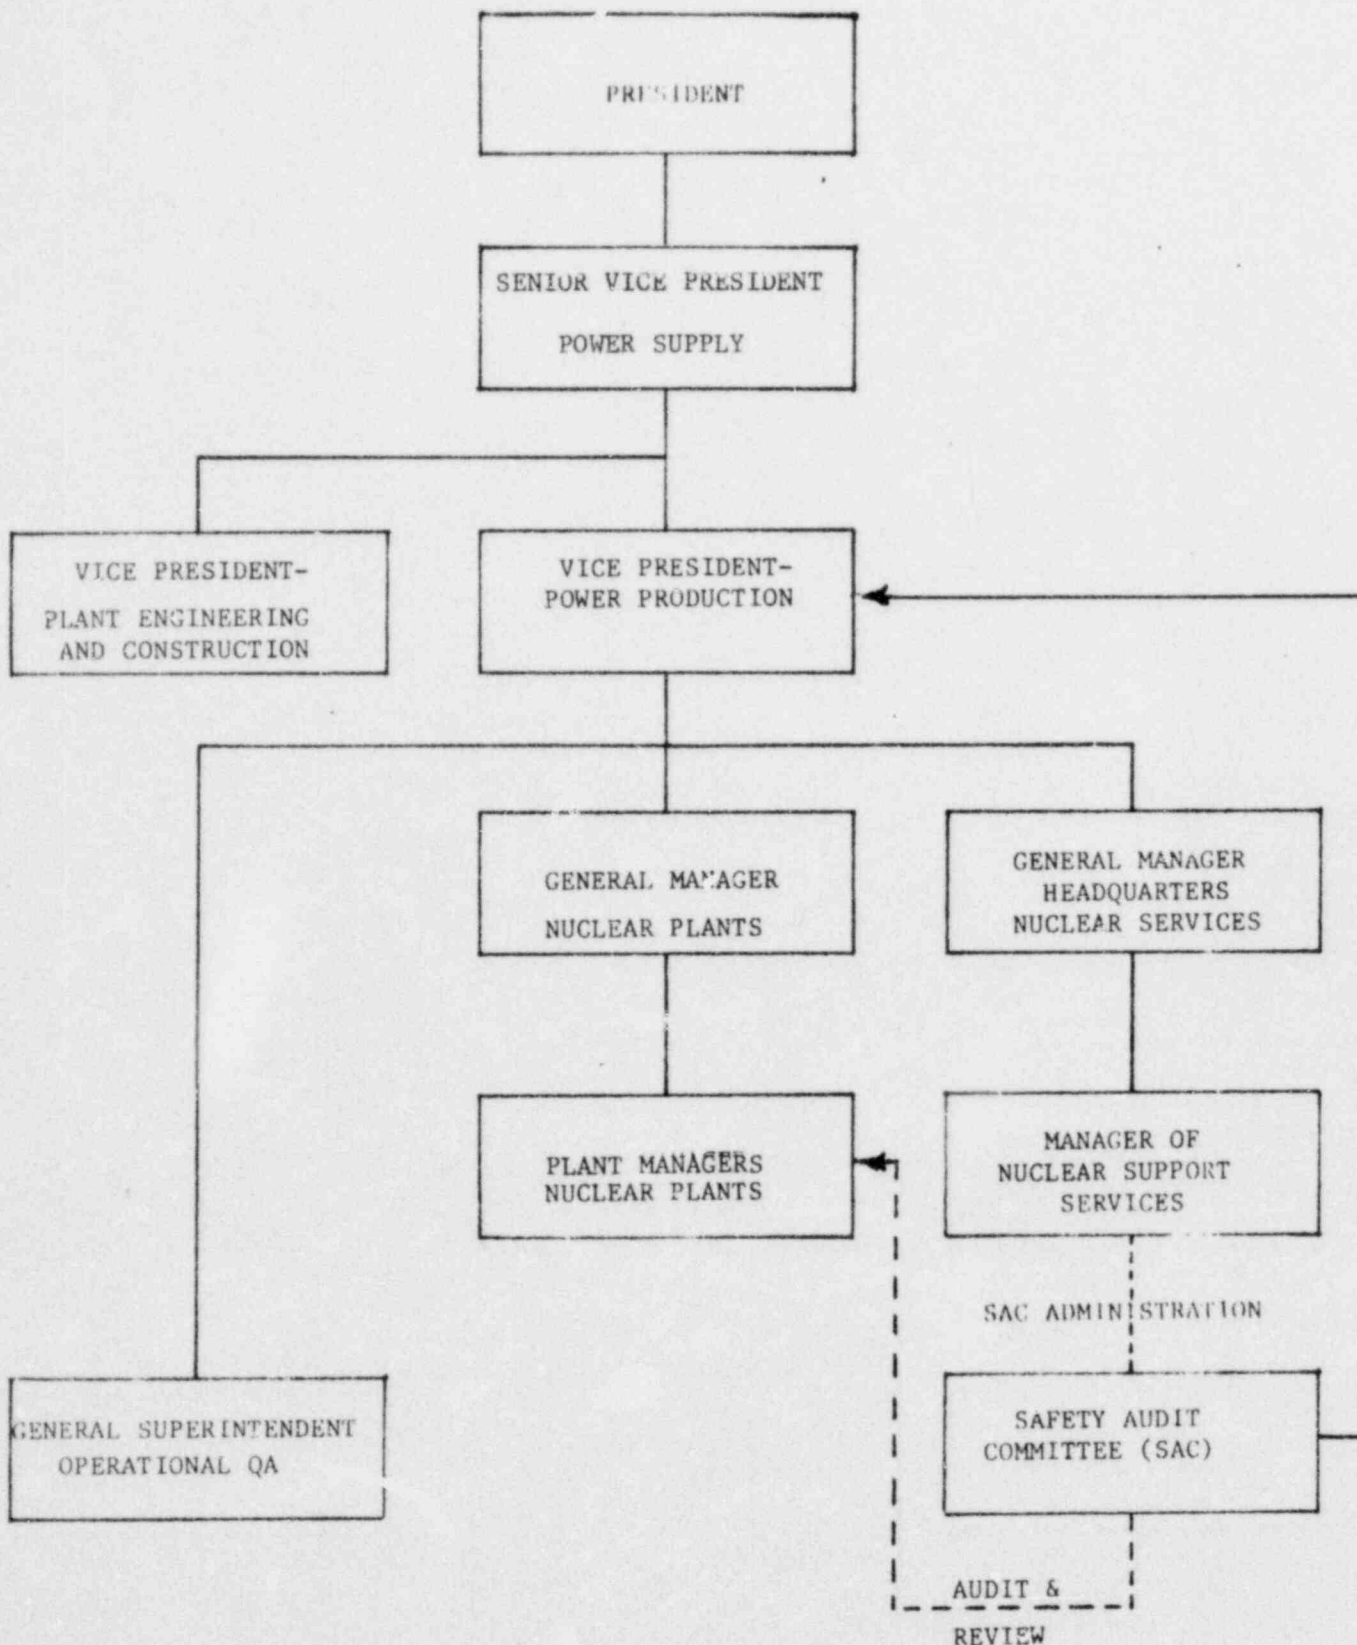 PRESIDENT
SENIOR VICE PRESIDENT
POWER SUPPLY
VICE PRESIDENT-
PLANT ENGINEERING
AND CONSTRUCTION
VICE PRESIDENT-
POWER PRODUCTION
GENERAL MANAGER
NUCLEAR PLANTS
GENERAL MANAGER
HEADQUARTERS
NUCLEAR SERVICES
PLANT MANAGERS
NUCLEAR PLANTS
MANAGER OF
NUCLEAR SUPPORT
SERVICES
SAC ADMINISTRATION
GENERAL SUPERINTENDENT
OPERATIONAL QA
SAFETY AUDIT
COMMITTEE (SAC)
AUDIT &
REVIEW